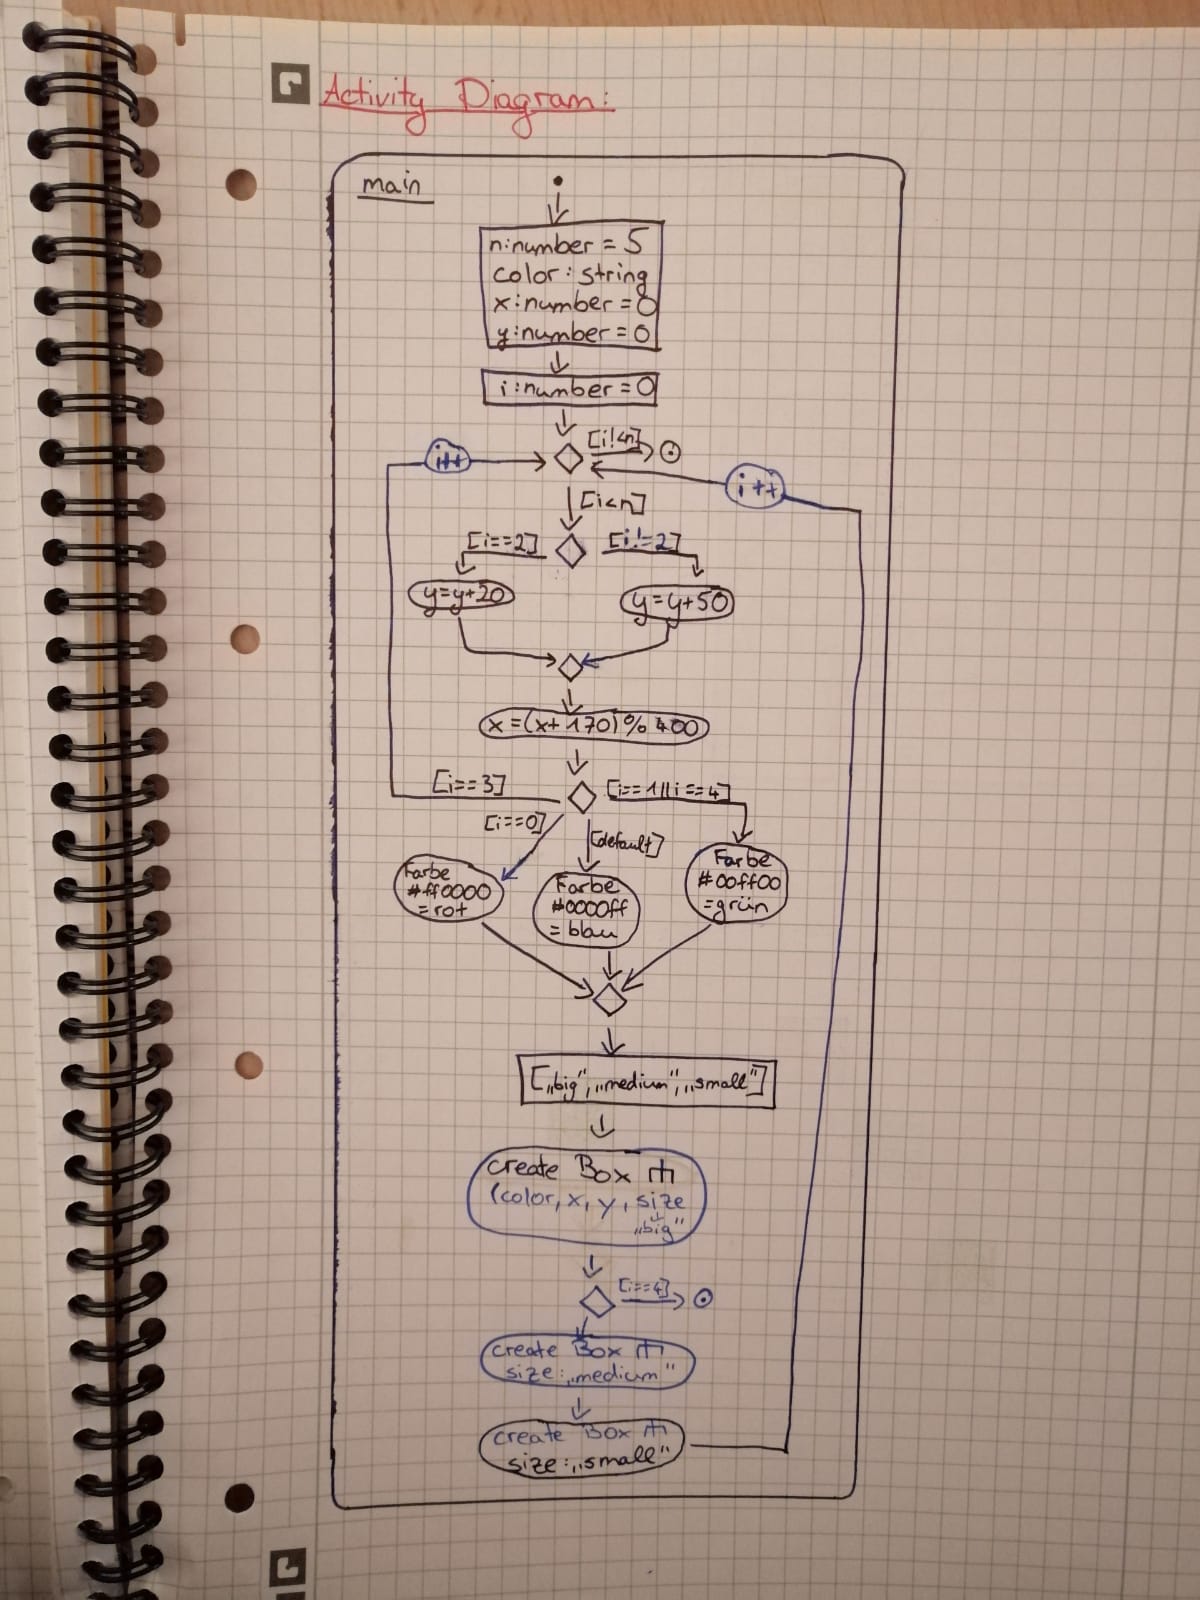 Activity Diagram:
main
n:number = 5
color: string
x:number = 0
y:number = 0
i:number = 0
[i!<n]
i++
i++
[i<n]
[i==2]
[i!=2]
y=y+20
y=y+50
x=(x+170)%400
[i==3]
[i==1||i==4]
[i==0]
[default]
Farbe
#ff0000
=rot
Farbe
#0000ff
=blau
Farbe
#00ff00
=grün
[„big",„medium",„small"]
create Box
(color, x, y, size
„big"
[i==4]
create Box
size:„medium"
create Box
size:„small"